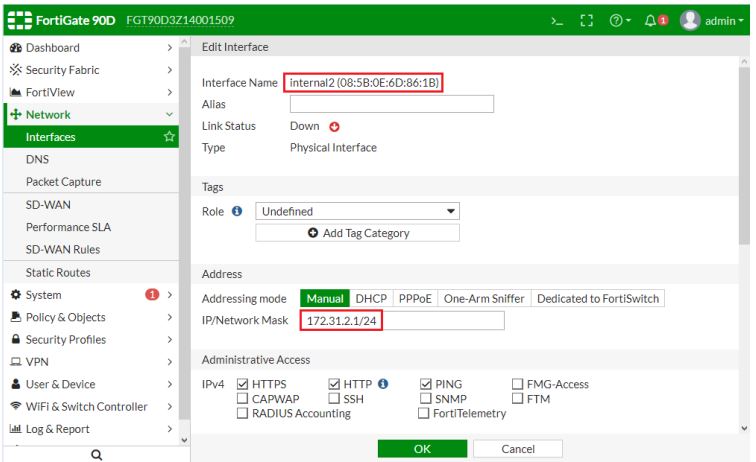 FortiGate 90D FGT90D3Z14001509 >_ admin
1
Dashboard
Security Fabric
FortiView
Network
Interfaces
DNS
Packet Capture
SD-WAN
Performance SLA
SD-WAN Rules
Static Routes
System 1
Policy & Objects
Security Profiles
VPN
User & Device
WiFi & Switch Controller
Log & Report
Edit Interface
Interface Name internal2 (08:5B:0E:6D:86:1B)
Alias
Link Status Down
Type Physical Interface
Tags
Role Undefined
Add Tag Category
Address
Addressing mode Manual DHCP PPPoE One-Arm Sniffer Dedicated to FortiSwitch
IP/Network Mask 172.31.2.1/24
Administrative Access
IPv4 HTTPS HTTP PING FMG-Access
CAPWAP SSH SNMP FTM
RADIUS Accounting FortiTelemetry
OK Cancel